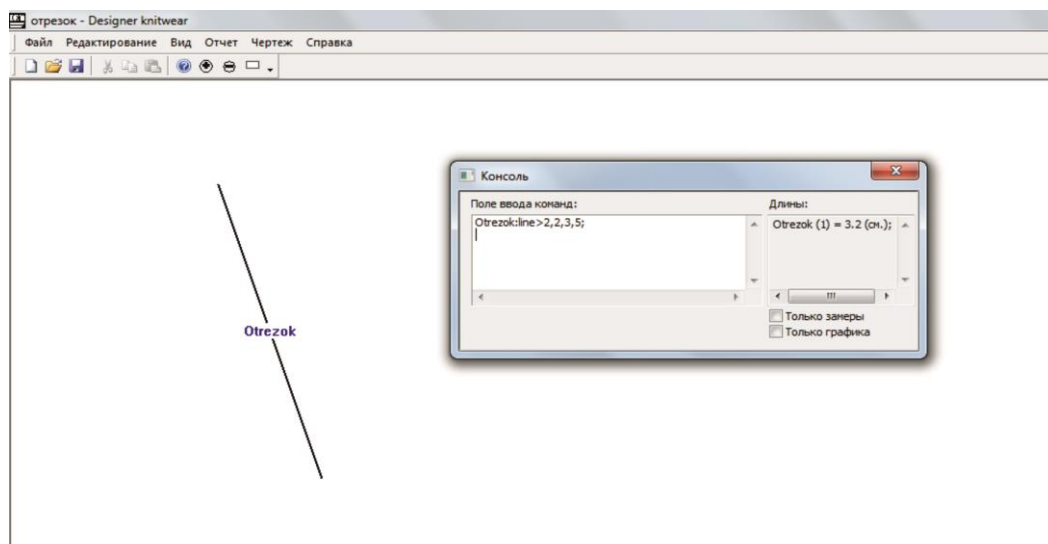 отрезок - Designer knitwear
Файл Редактирование Вид Отчет Чертеж Справка
Otrezok
Консоль
Поле ввода команд:
Otrezok:line>2,2,3,5;
Длины:
Otrezok (1) = 3.2 (см.);
Только замеры
Только графика